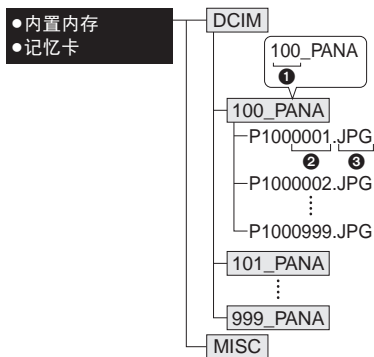 ●内置内存
●记忆卡
DCIM
100_PANA
❶
100_PANA
P1000001.JPG
❷ ❸
P1000002.JPG
P1000999.JPG
101_PANA
999_PANA
MISC